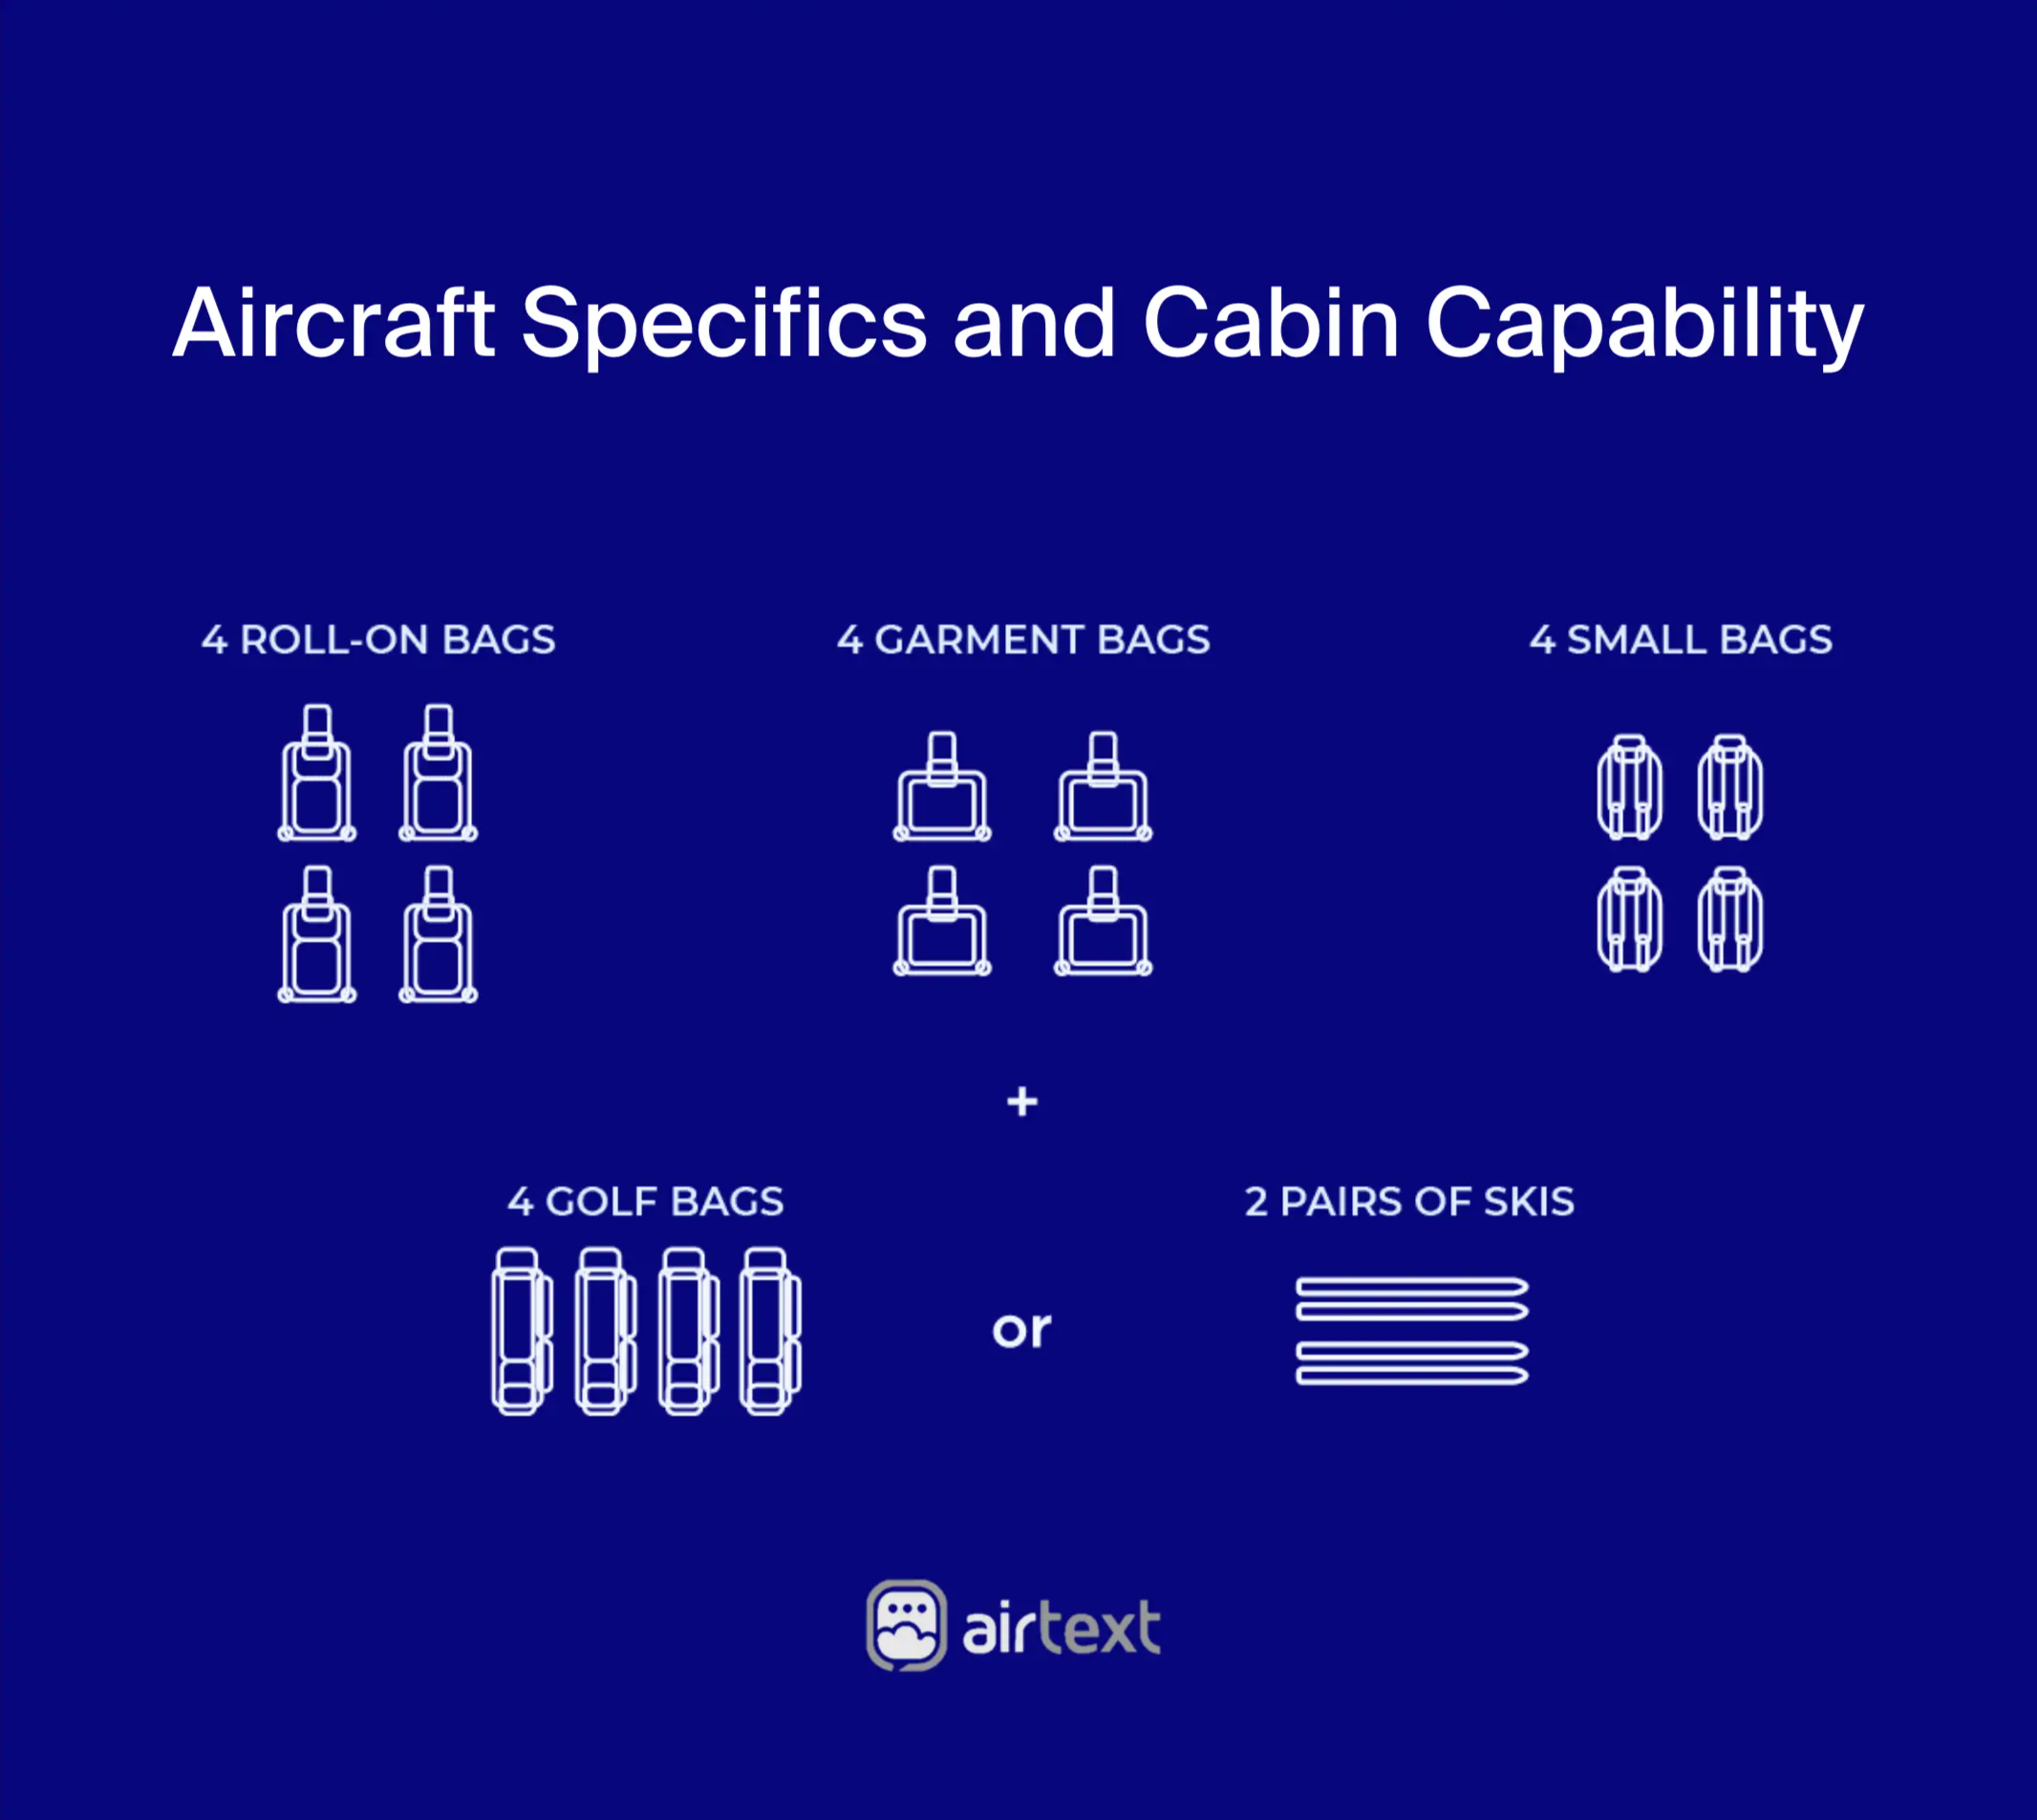 Aircraft Specifics and Cabin Capability
4 ROLL-ON BAGS
4 GARMENT BAGS
4 SMALL BAGS
+
4 GOLF BAGS
or
2 PAIRS OF SKIS
airtext